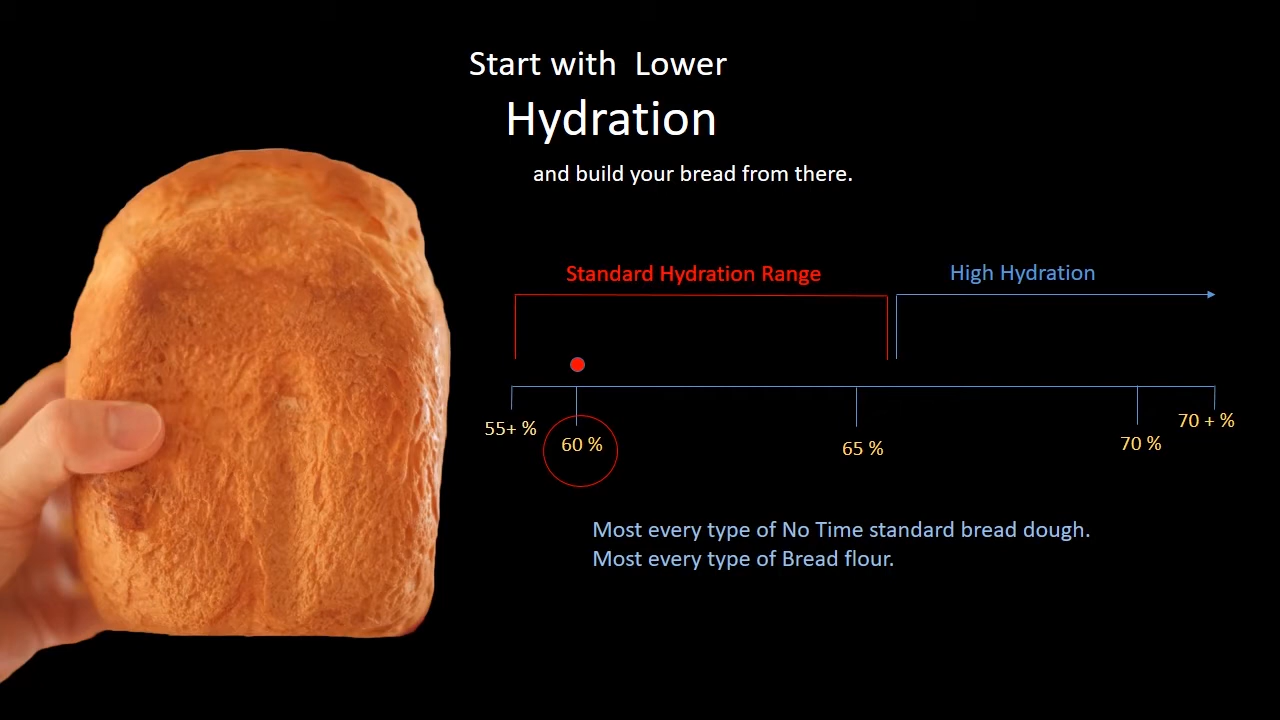 Start with  Lower
Hydration
and build your bread from there.
Standard Hydration Range
High Hydration
55+ %
60 %
65 %
70 %
70 + %
Most every type of No Time standard bread dough.
Most every type of Bread flour.